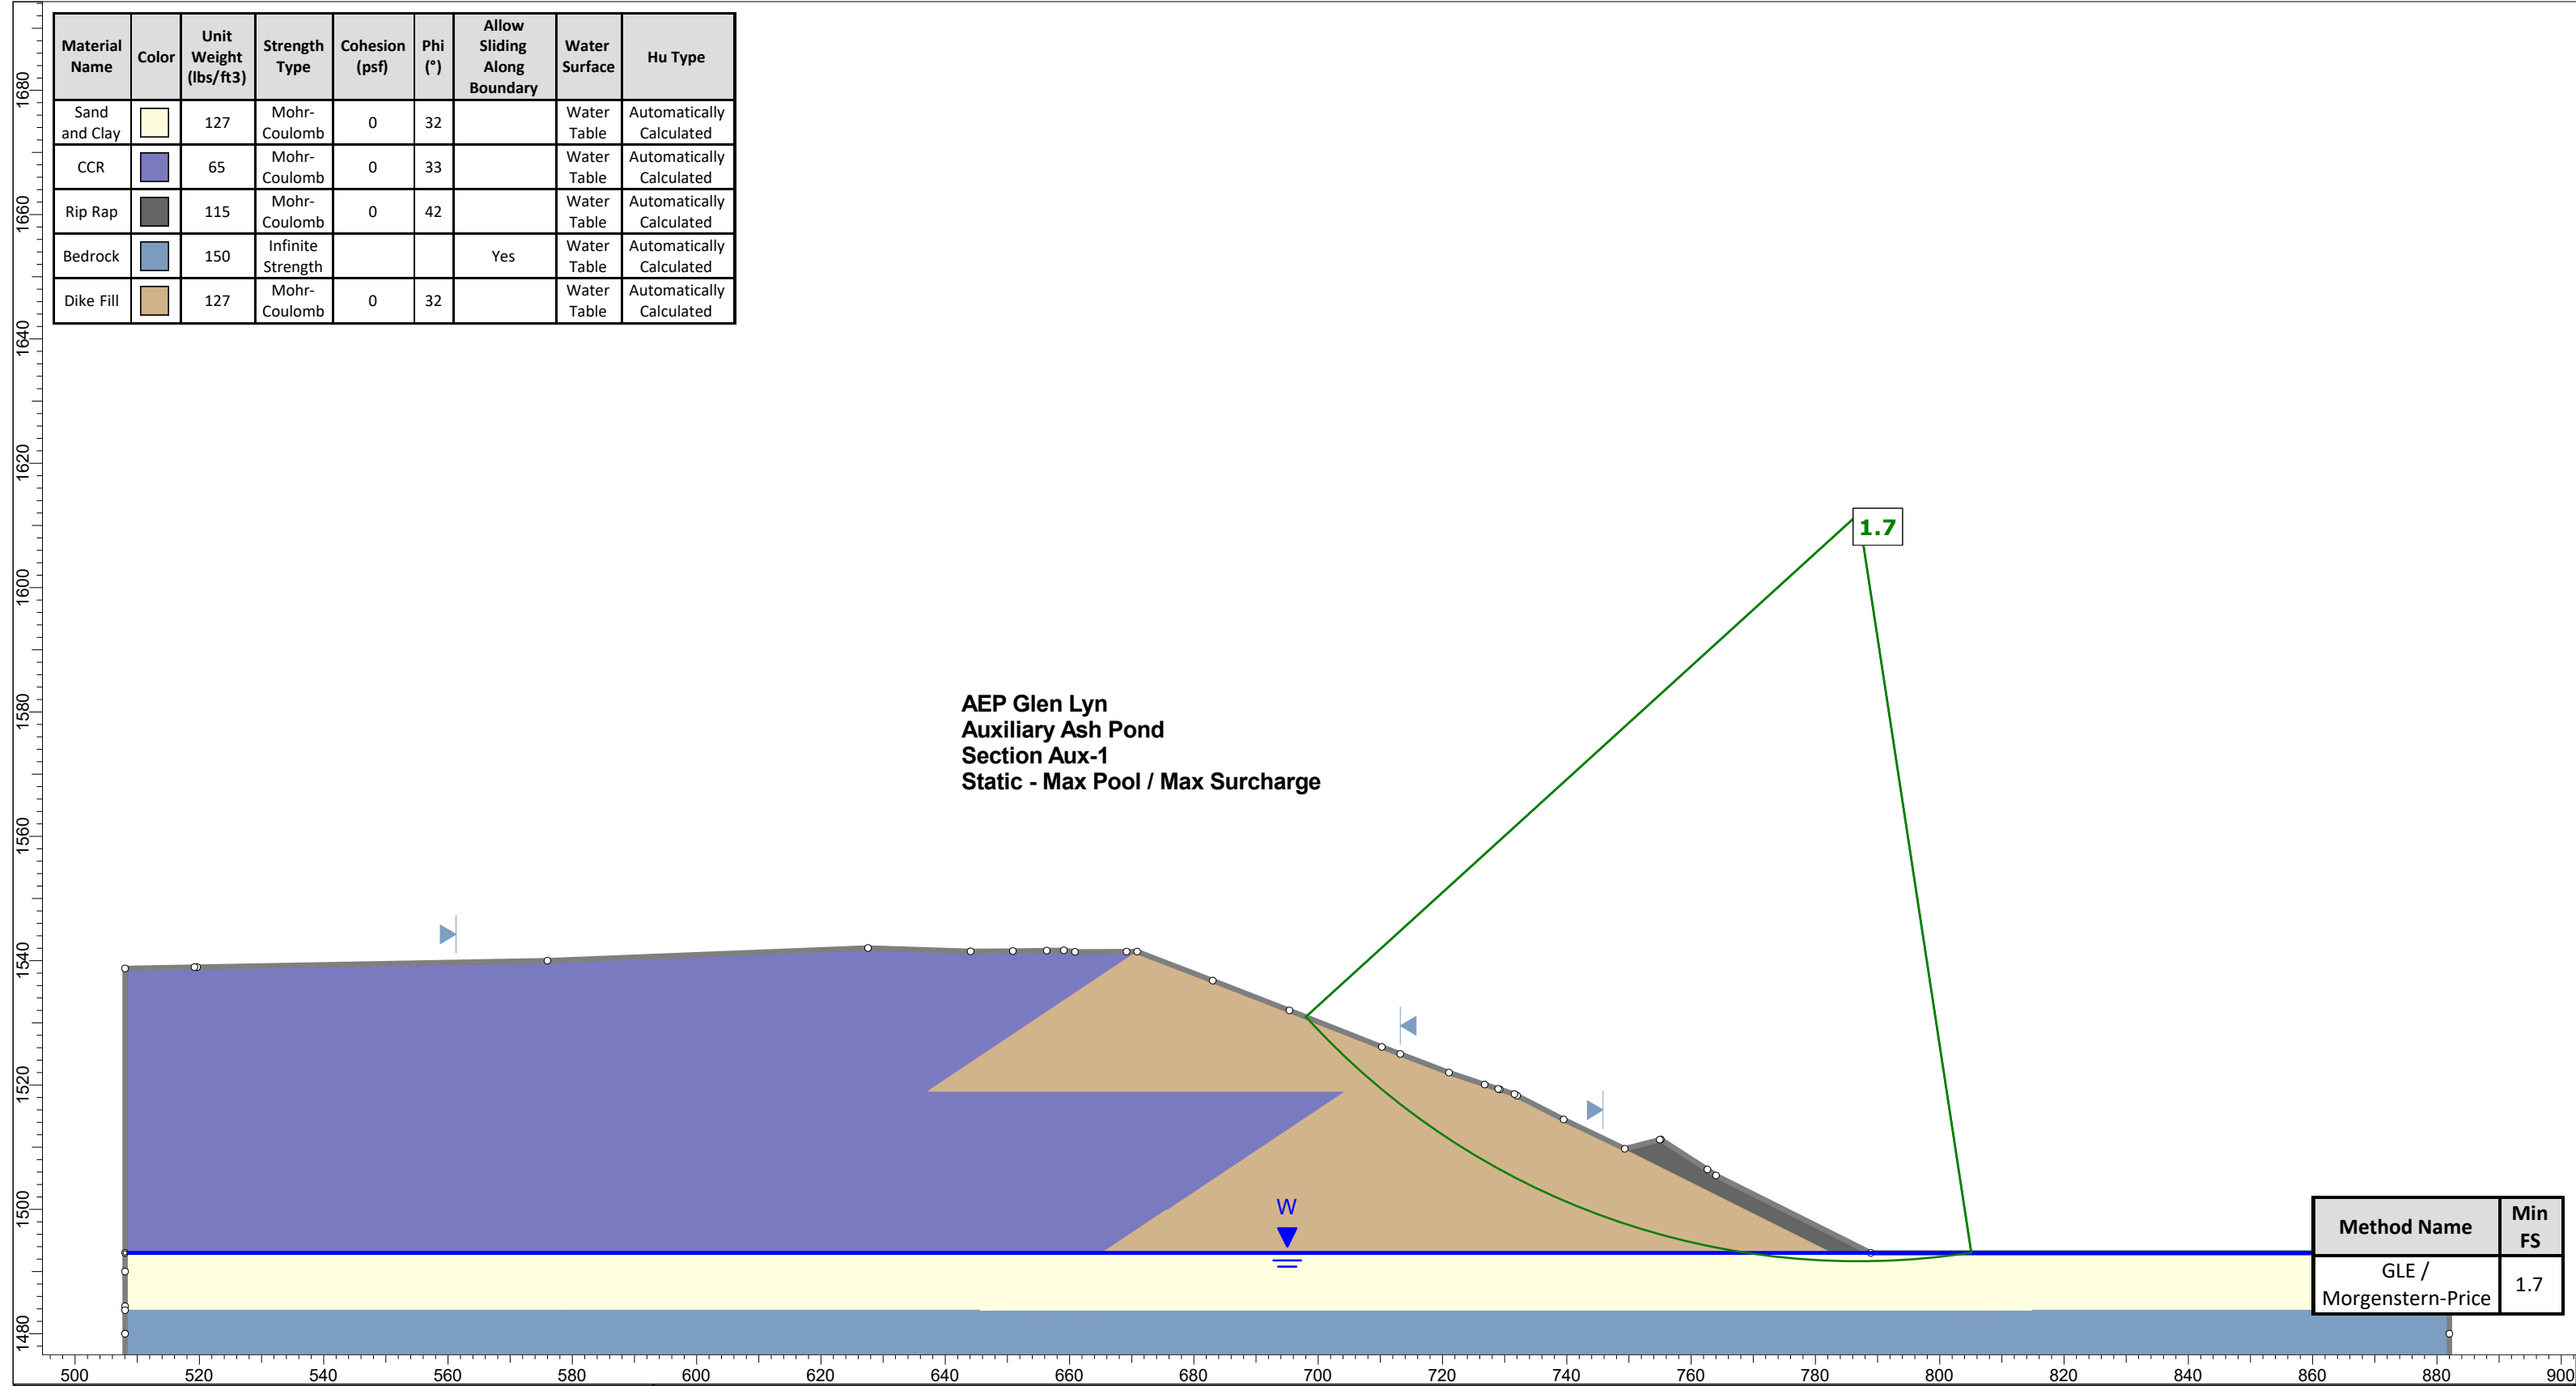 Material Name Color Unit Weight (lbs/ft3) Strength Type Cohesion (psf) Phi (°) Allow Sliding Along Boundary Water Surface Hu Type
Sand and Clay 127 Mohr-Coulomb 0 32 Water Table Automatically Calculated
CCR 65 Mohr-Coulomb 0 33 Water Table Automatically Calculated
Rip Rap 115 Mohr-Coulomb 0 42 Water Table Automatically Calculated
Bedrock 150 Infinite Strength Yes Water Table Automatically Calculated
Dike Fill 127 Mohr-Coulomb 0 32 Water Table Automatically Calculated
1680
1660
1640
1620
1600
1580
1560
1540
1520
1500
1480
1.7
AEP Glen Lyn
Auxiliary Ash Pond
Section Aux-1
Static - Max Pool / Max Surcharge
W
Method Name Min FS
GLE / Morgenstern-Price 1.7
500 520 540 560 580 600 620 640 660 680 700 720 740 760 780 800 820 840 860 880 900